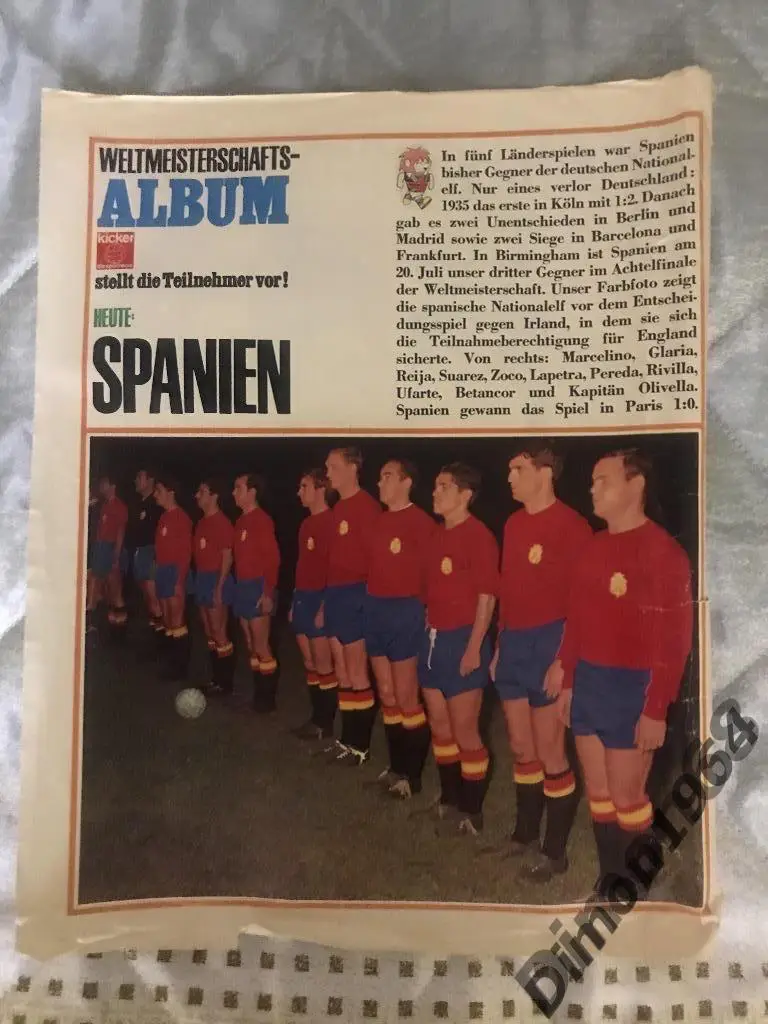 WELTMEISTERSCHAFTS-
ALBUM
kicker
stellt die Teilnehmer vor!
HEUTE:
SPANIEN
In fünf Länderspielen war Spanien
bisher Gegner der deutschen National-
elf. Nur eines verlor Deutschland:
1935 das erste in Köln mit 1:2. Danach
gab es zwei Unentschieden in Berlin und
Madrid sowie zwei Siege in Barcelona und
Frankfurt. In Birmingham ist Spanien am
20. Juli unser dritter Gegner im Achtelfinale
der Weltmeisterschaft. Unser Farbfoto zeigt
die spanische Nationalelf vor dem Entschei-
dungsspiel gegen Irland, in dem sie sich
die Teilnahmeberechtigung für England
sicherte. Von rechts: Marcelino, Glaria,
Reija, Suarez, Zoco, Lapetra, Pereda, Rivilla,
Ufarte, Betancor und Kapitän Olivella.
Spanien gewann das Spiel in Paris 1:0.
Diimon1968